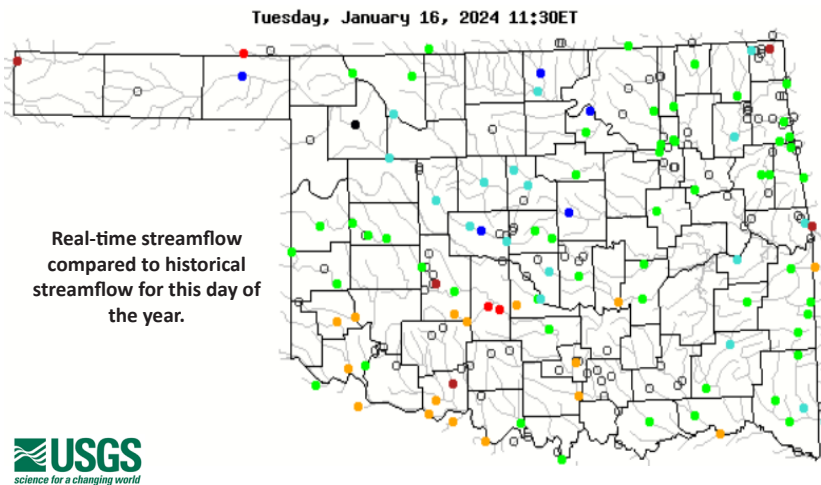 Tuesday, January 16, 2024 11:30ET
Real-time streamflow
compared to historical
streamflow for this day of
the year.
USGS
science for a changing world